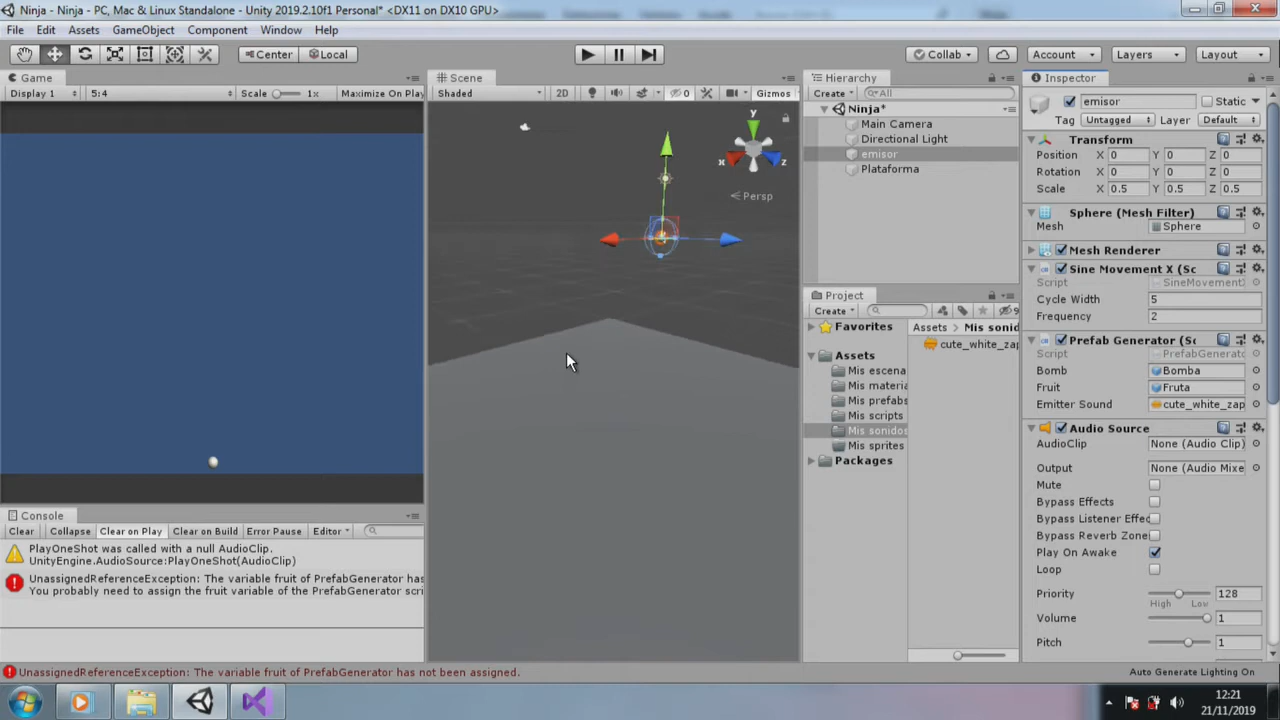 Ninja - Ninja - PC, Mac & Linux Standalone - Unity 2019.2.10f1 Personal* <DX11 on DX10 GPU>
File Edit Assets GameObject Component Window Help
Center Local Collab Account Layers Layout
Game
Display 1 5:4 Scale 1x Maximize On Play
Scene
Shaded 2D 0 Gizmos
y
x
z
Persp
Hierarchy
Create All
Ninja*
Main Camera
Directional Light
emisor
Plataforma
Project
Create 9
Favorites
Assets
Mis escena
Mis materia
Mis prefabs
Mis scripts
Mis sonidos
Mis sprites
Packages
Assets Mis sonid
cute_white_zap
Inspector
emisor Static
Tag Untagged Layer Default
Transform
Position X 0 Y 0 Z 0
Rotation X 0 Y 0 Z 0
Scale X 0.5 Y 0.5 Z 0.5
Sphere (Mesh Filter)
Mesh Sphere
Mesh Renderer
Sine Movement X (Sc
Script SineMovement
Cycle Width 5
Frequency 2
Prefab Generator (Sc
Script PrefabGenerato
Bomb Bomba
Fruit Fruta
Emitter Sound cute_white_zap
Audio Source
AudioClip None (Audio Clip)
Output None (Audio Mixe
Mute
Bypass Effects
Bypass Listener Effec
Bypass Reverb Zone
Play On Awake
Loop
Priority 128
High Low
Volume 1
Pitch 1
Console
Clear Collapse Clear on Play Clear on Build Error Pause Editor
PlayOneShot was called with a null AudioClip.
UnityEngine.AudioSource:PlayOneShot(AudioClip)
UnassignedReferenceException: The variable fruit of PrefabGenerator has
You probably need to assign the fruit variable of the PrefabGenerator scri
UnassignedReferenceException: The variable fruit of PrefabGenerator has not been assigned.
Auto Generate Lighting On
12:21
21/11/2019